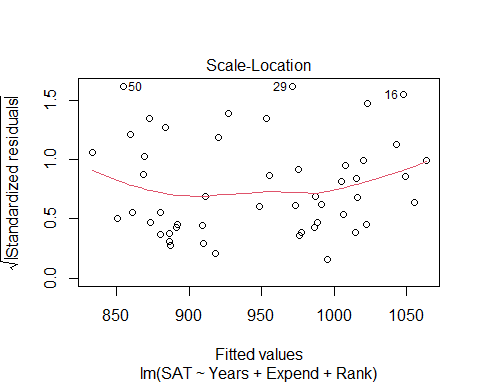 Scale-Location
√|Standardized residuals|
1.5
1.0
0.5
0.0
50
29
16
850 900 950 1000 1050
Fitted values
lm(SAT ~ Years + Expend + Rank)